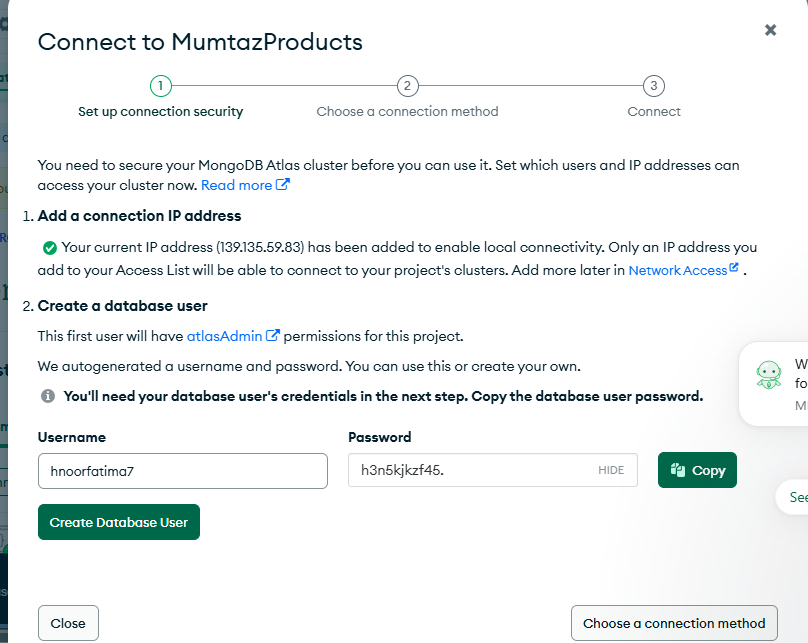 Connect to MumtazProducts
1
2
3
Set up connection security
Choose a connection method
Connect
You need to secure your MongoDB Atlas cluster before you can use it. Set which users and IP addresses can
access your cluster now. Read more
1. Add a connection IP address
Your current IP address (139.135.59.83) has been added to enable local connectivity. Only an IP address you
add to your Access List will be able to connect to your project's clusters. Add more later in Network Access .
2. Create a database user
This first user will have atlasAdmin permissions for this project.
We autogenerated a username and password. You can use this or create your own.
You'll need your database user's credentials in the next step. Copy the database user password.
Username
Password
hnoorfatima7
h3n5kjkzf45.
HIDE
Copy
Create Database User
See
Close
Choose a connection method